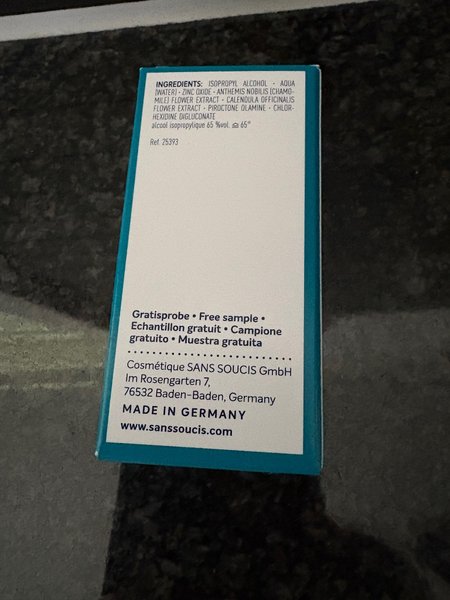 INGREDIENTS: ISOPROPYL ALCOHOL • AQUA
(WATER) • ZINC OXIDE • ANTHEMIS NOBILIS (CHAMO-
MILE) FLOWER EXTRACT • CALENDULA OFFICINALIS
FLOWER EXTRACT • PIROCTONE OLAMINE • CHLOR-
HEXIDINE DIGLUCONATE
alcool isopropylique 65 %vol. 65°
Ref. 25393
Gratisprobe • Free sample •
Echantillon gratuit • Campione
gratuito • Muestra gratuita
Cosmétique SANS SOUCIS GmbH
Im Rosengarten 7,
76532 Baden-Baden, Germany
MADE IN GERMANY
www.sanssoucis.com